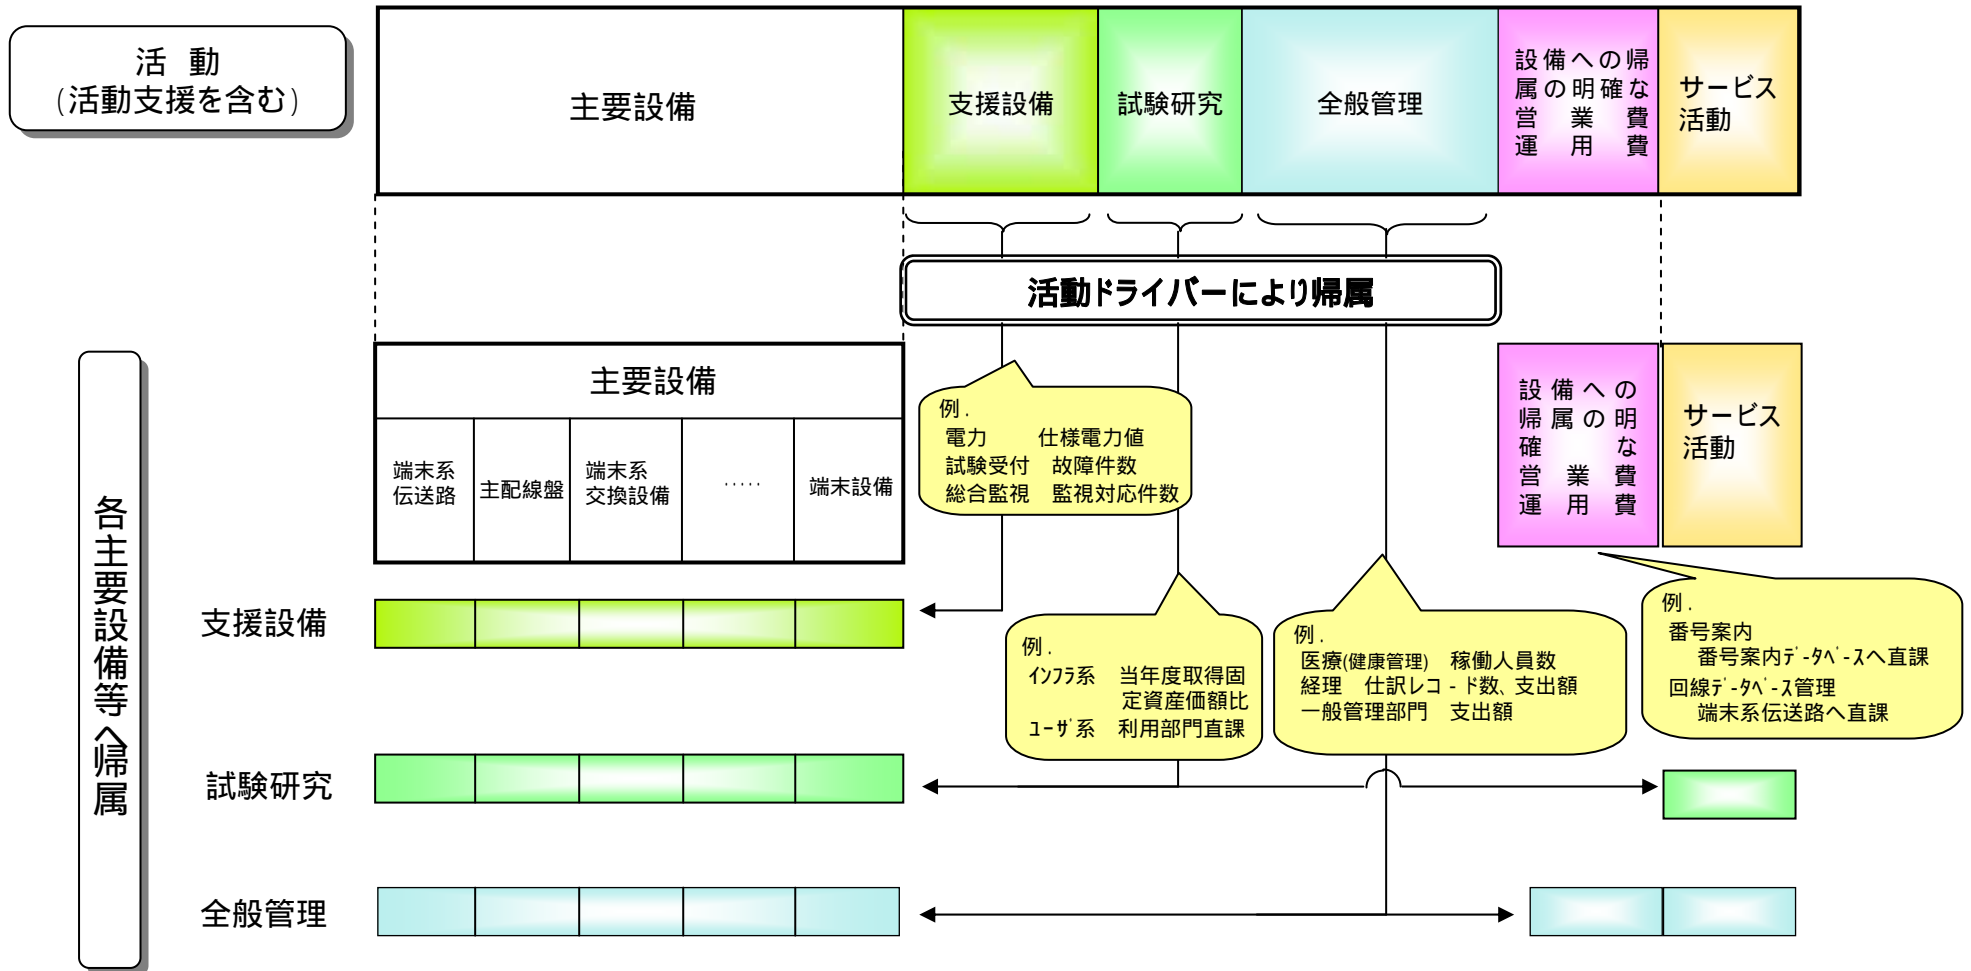 活 動
(活動支援を含む)
主要設備
支援設備
試験研究
全般管理
設備への帰
属の明確な
営業費
運用費
サービス
活動
活動ドライバーにより帰属
各主要設備等へ帰属
主要設備
端末系
伝送路
主配線盤
端末系
交換設備
‥‥‥
端末設備
例.
電力 仕様電力値
試験受付 故障件数
総合監視 監視対応件数
設備への
帰属の明
確な
営業費
運用費
サービス
活動
支援設備
例.
インフラ系 当年度取得固
定資産価額比
ユーザ系 利用部門直課
例.
医療(健康管理) 稼働人員数
経理 仕訳レコ-ド数、支出額
一般管理部門 支出額
例.
番号案内
番号案内デ-タベ-スへ直課
回線デ-タベ-ス管理
端末系伝送路へ直課
試験研究
全般管理